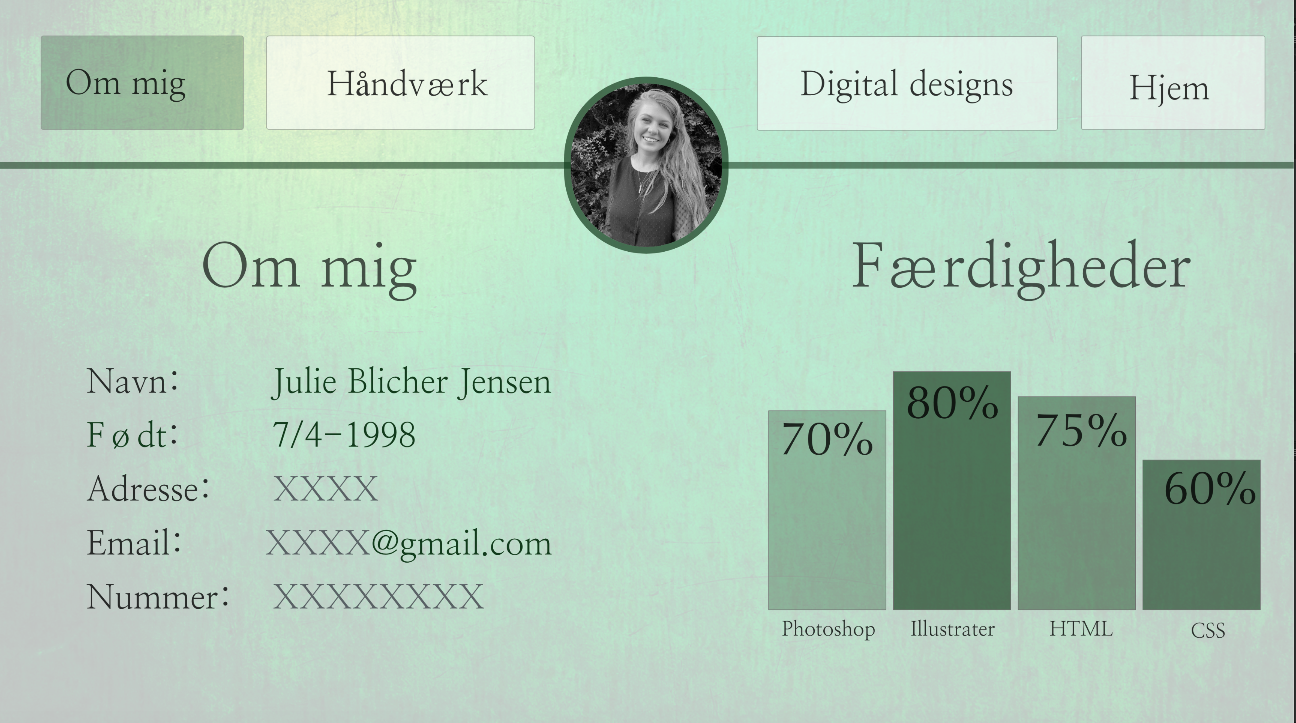 Om mig
Håndværk
Digital designs
Hjem
Om mig
Navn: Julie Blicher Jensen
Født: 7/4-1998
Adresse: XXXX
Email: XXXX@gmail.com
Nummer: XXXXXXXX
Færdigheder
70%
80%
75%
60%
Photoshop
Illustrater
HTML
CSS